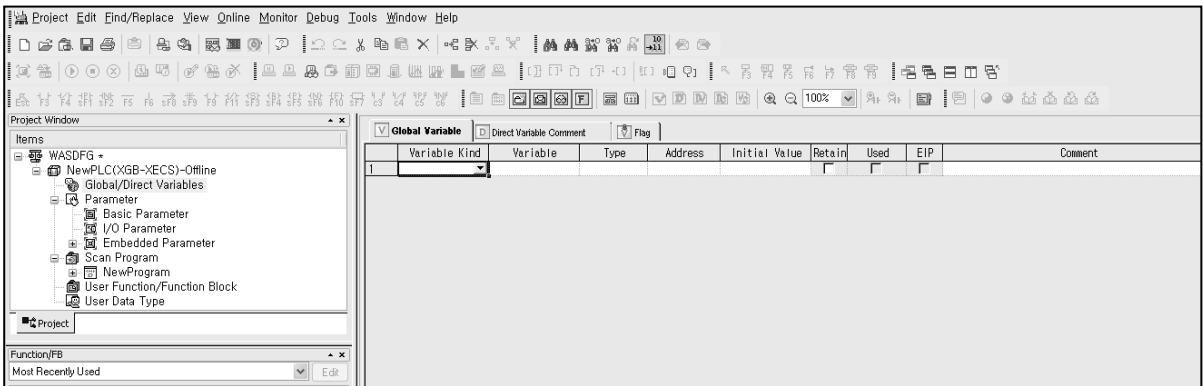 Project Edit Find/Replace View Online Monitor Debug Tools Window Help
100%
Project Window
Items
WASDFG *
NewPLC(XGB-XECS)-Offline
Global/Direct Variables
Parameter
Basic Parameter
I/O Parameter
Embedded Parameter
Scan Program
NewProgram
User Function/Function Block
User Data Type
Project
Function/FB
Most Recently Used Edit
V Global Variable D Direct Variable Comment Flag
Variable Kind Variable Type Address Initial Value Retain Used EIP Comment
1